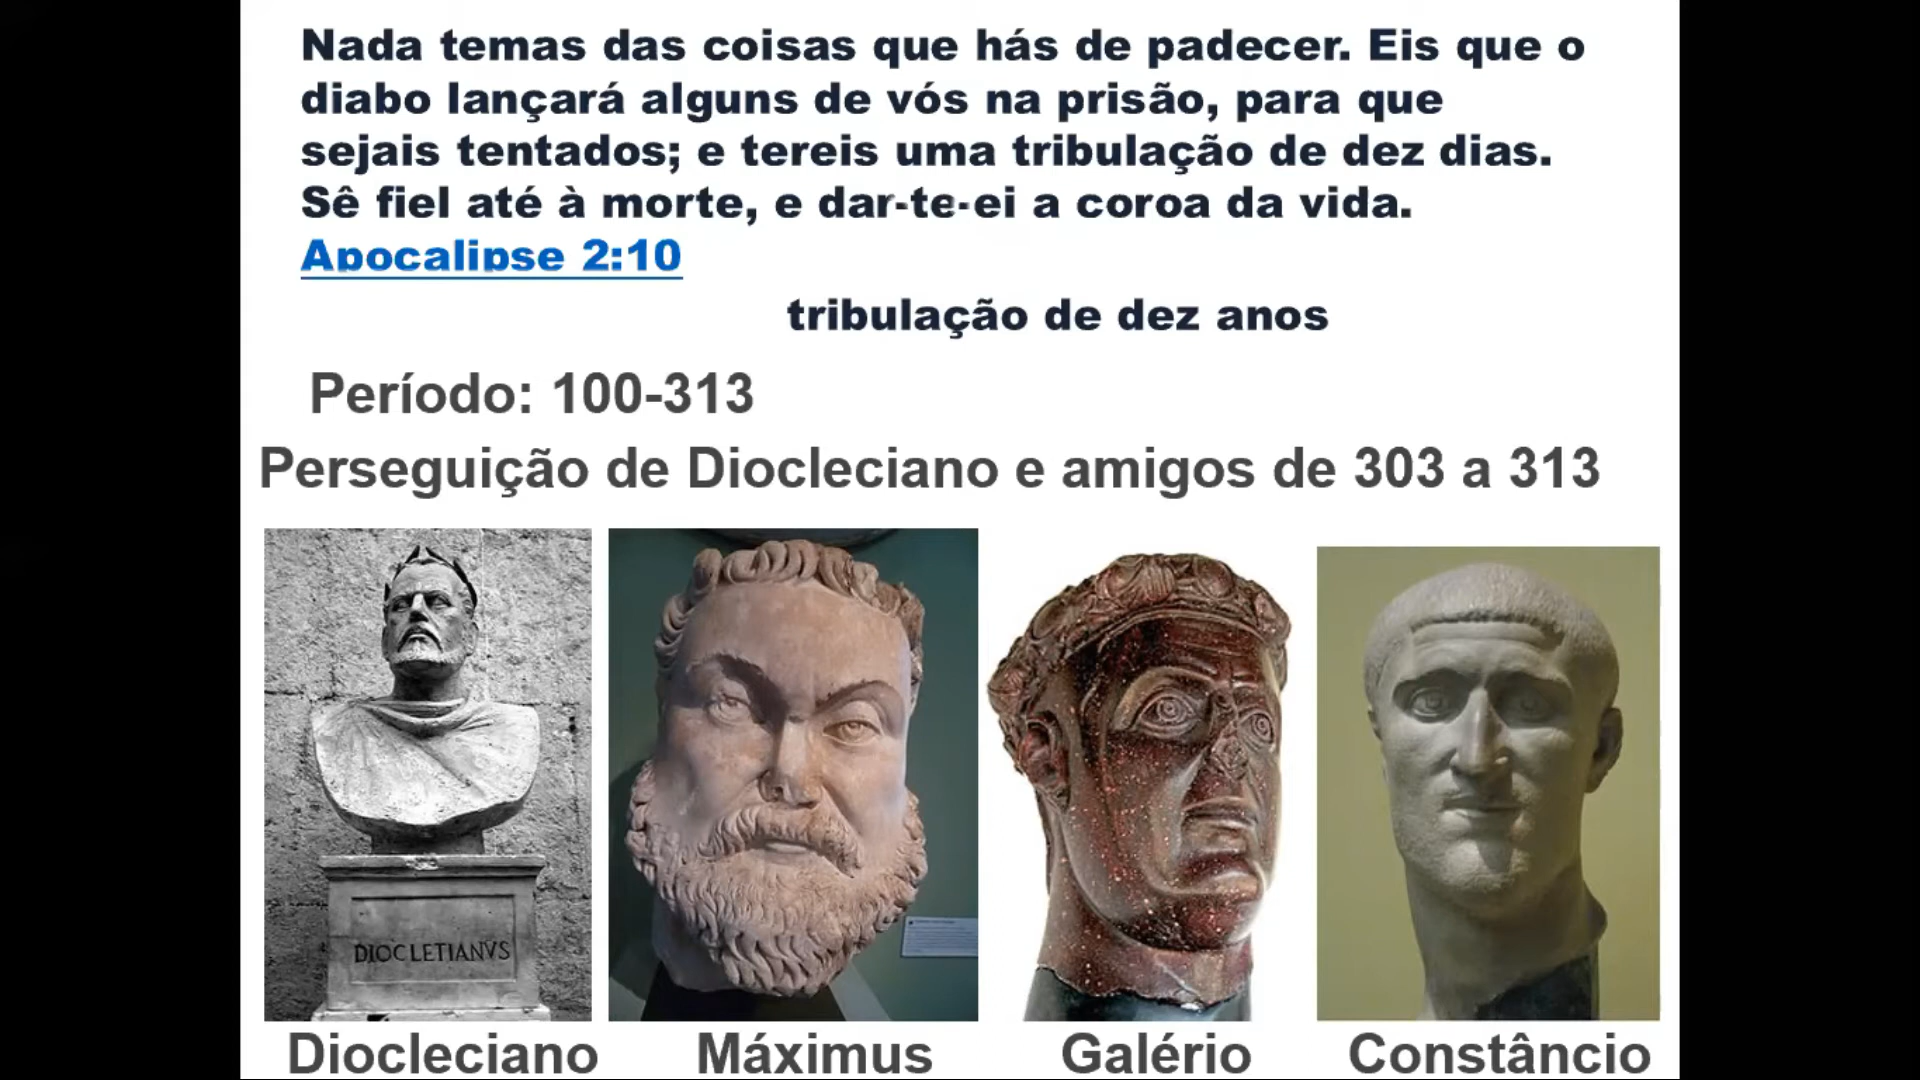 Nada temas das coisas que hás de padecer. Eis que o
diabo lançará alguns de vós na prisão, para que
sejais tentados; e tereis uma tribulação de dez dias.
Sê fiel até à morte, e dar-te-ei a coroa da vida.
Apocalipse 2:10
tribulação de dez anos
Período: 100-313
Perseguição de Diocleciano e amigos de 303 a 313
DIOCLETIANVS
Diocleciano
Máximus
Galério
Constâncio